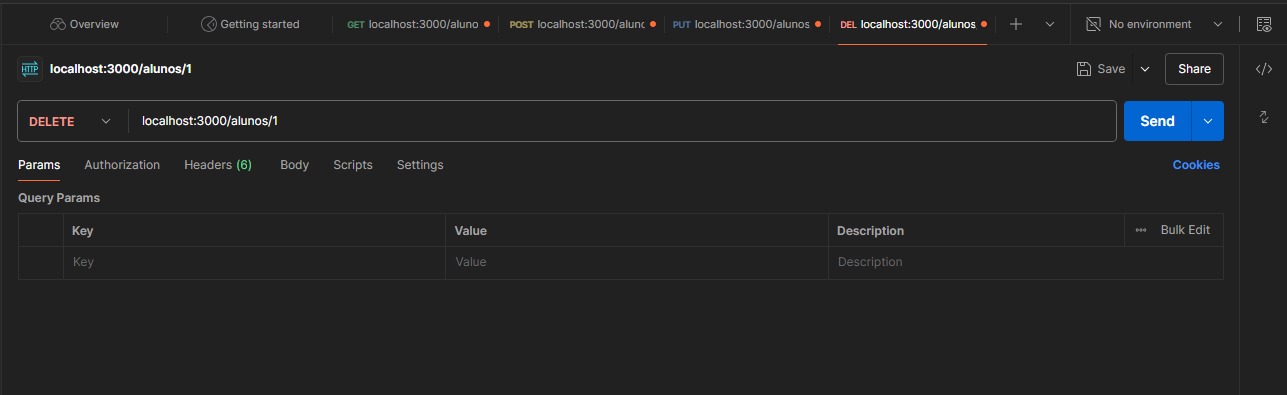 Overview Getting started GET localhost:3000/aluno POST localhost:3000/alunc PUT localhost:3000/alunos DEL localhost:3000/alunos No environment
HTTP localhost:3000/alunos/1 Save Share
DELETE localhost:3000/alunos/1 Send
Params Authorization Headers (6) Body Scripts Settings Cookies
Query Params
Key Value Description Bulk Edit
Key Value Description